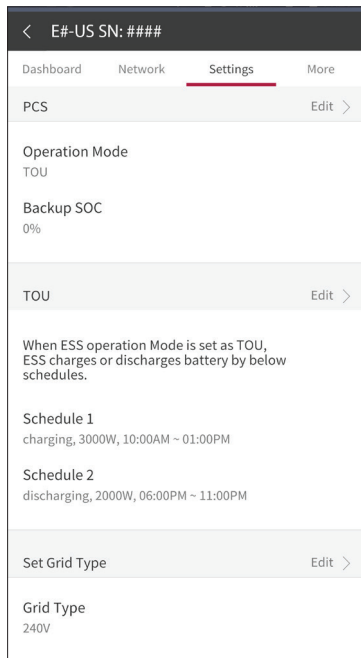 E#-US SN: ####
Dashboard Network Settings More
PCS Edit
Operation Mode
TOU
Backup SOC
0%
TOU Edit
When ESS operation Mode is set as TOU,
ESS charges or discharges battery by below
schedules.
Schedule 1
charging, 3000W, 10:00AM ~ 01:00PM
Schedule 2
discharging, 2000W, 06:00PM ~ 11:00PM
Set Grid Type Edit
Grid Type
240V